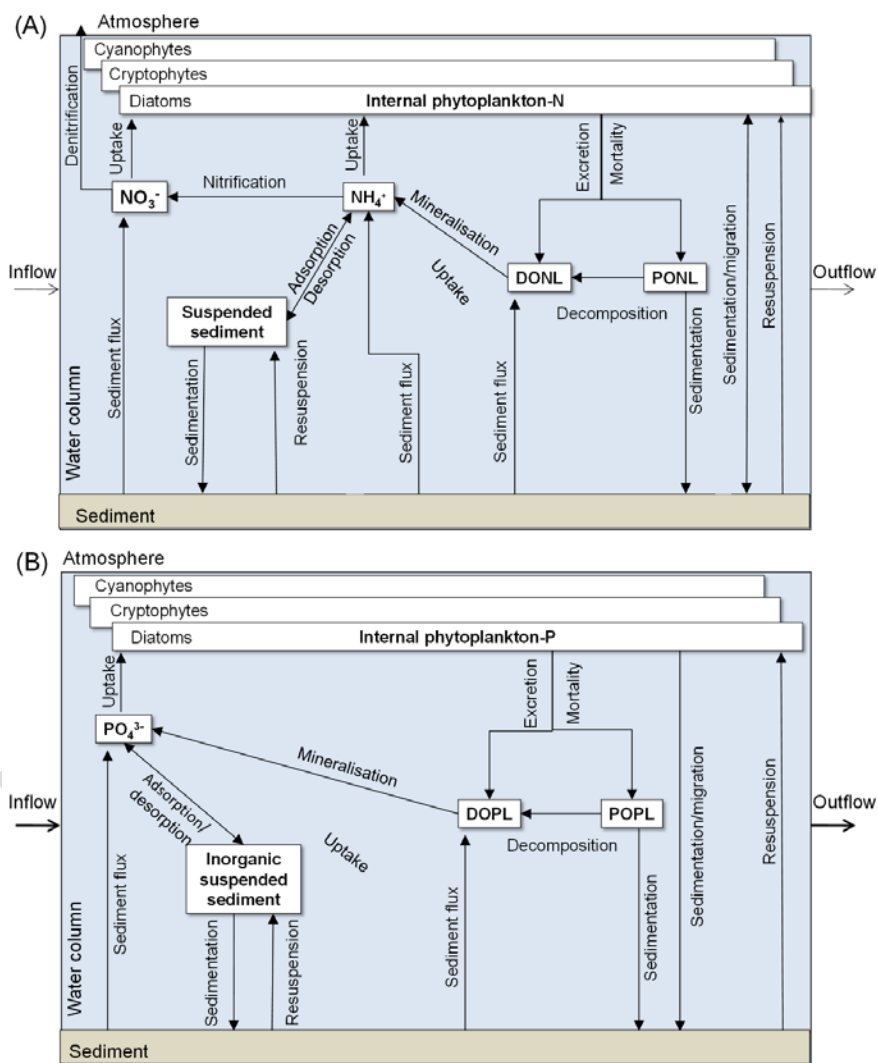 (A)
Atmosphere
Cyanophytes
Cryptophytes
Diatoms
Internal phytoplankton-N
Denitrification
Uptake
Uptake
Excretion
Mortality
NO₃⁻
Nitrification
NH₄⁺
Mineralisation
Adsorption
Desorption
Uptake
DONL
PONL
Decomposition
Inflow
Outflow
Suspended
sediment
Water column
Sediment flux
Sedimentation
Resuspension
Sediment flux
Sediment flux
Sedimentation
Sedimentation/migration
Resuspension
Sediment
(B)
Atmosphere
Cyanophytes
Cryptophytes
Diatoms
Internal phytoplankton-P
Uptake
Excretion
Mortality
PO₄³⁻
Mineralisation
Adsorption/
desorption
Uptake
DOPL
POPL
Decomposition
Inflow
Outflow
Inorganic
suspended
sediment
Water column
Sediment flux
Sedimentation
Resuspension
Sediment flux
Sedimentation
Sedimentation/migration
Resuspension
Sediment